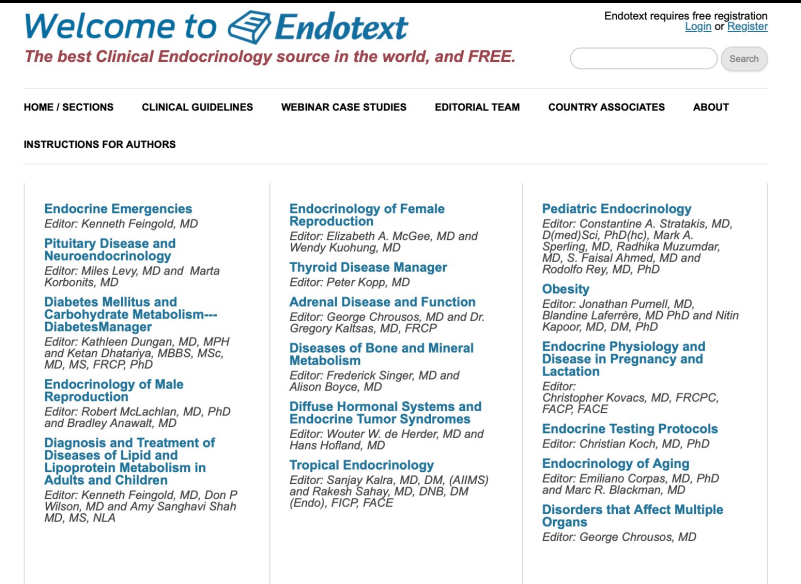 Welcome to Endotext
Endotext requires free registration
Login or Register
The best Clinical Endocrinology source in the world, and FREE.
Search
HOME / SECTIONS CLINICAL GUIDELINES WEBINAR CASE STUDIES EDITORIAL TEAM COUNTRY ASSOCIATES ABOUT
INSTRUCTIONS FOR AUTHORS
Endocrine Emergencies
Editor: Kenneth Feingold, MD
Pituitary Disease and
Neuroendocrinology
Editor: Miles Levy, MD and Marta
Korbonits, MD
Diabetes Mellitus and
Carbohydrate Metabolism---
DiabetesManager
Editor: Kathleen Dungan, MD, MPH
and Ketan Dhatariya, MBBS, MSc,
MD, MS, FRCP, PhD
Endocrinology of Male
Reproduction
Editor: Robert McLachlan, MD, PhD
and Bradley Anawalt, MD
Diagnosis and Treatment of
Diseases of Lipid and
Lipoprotein Metabolism in
Adults and Children
Editor: Kenneth Feingold, MD, Don P
Wilson, MD and Amy Sanghavi Shah
MD, MS, NLA
Endocrinology of Female
Reproduction
Editor: Elizabeth A. McGee, MD and
Wendy Kuohung, MD
Thyroid Disease Manager
Editor: Peter Kopp, MD
Adrenal Disease and Function
Editor: George Chrousos, MD and Dr.
Gregory Kaltsas, MD, FRCP
Diseases of Bone and Mineral
Metabolism
Editor: Frederick Singer, MD and
Alison Boyce, MD
Diffuse Hormonal Systems and
Endocrine Tumor Syndromes
Editor: Wouter W. de Herder, MD and
Hans Hofland, MD
Tropical Endocrinology
Editor: Sanjay Kalra, MD, DM, (AIIMS)
and Rakesh Sahay, MD, DNB, DM
(Endo), FICP, FACE
Pediatric Endocrinology
Editor: Constantine A. Stratakis, MD,
D(med)Sci, PhD(hc), Mark A.
Sperling, MD, Radhika Muzumdar,
MD, S. Faisal Ahmed, MD and
Rodolfo Rey, MD, PhD
Obesity
Editor: Jonathan Purnell, MD,
Blandine Laferrère, MD PhD and Nitin
Kapoor, MD, DM, PhD
Endocrine Physiology and
Disease in Pregnancy and
Lactation
Editor:
Christopher Kovacs, MD, FRCPC,
FACP, FACE
Endocrine Testing Protocols
Editor: Christian Koch, MD, PhD
Endocrinology of Aging
Editor: Emiliano Corpas, MD, PhD
and Marc R. Blackman, MD
Disorders that Affect Multiple
Organs
Editor: George Chrousos, MD